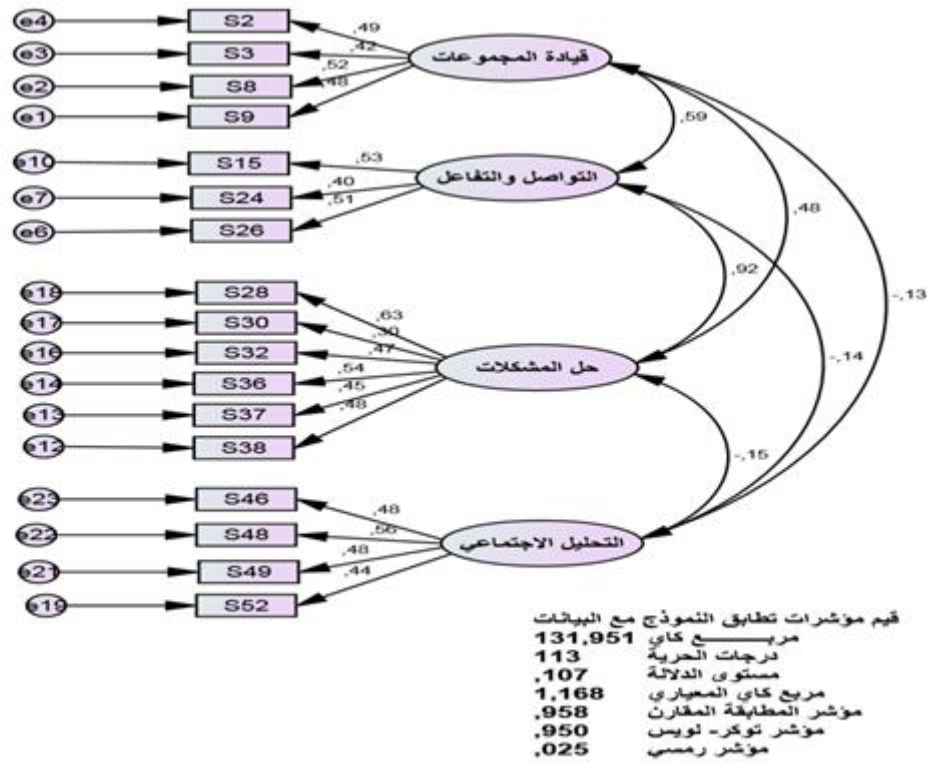 e4 S2 ,49
e3 S3 ,42
e2 S8 ,52
e1 S9 ,48
قيادة المجموعات
,59
e10 S15 ,53
e7 S24 ,40
e6 S26 ,51
التواصل والتفاعل
,48
,92
-,13
e18 S28 ,63
e17 S30
e16 S32 ,47
e14 S36 ,54
e13 S37 ,45
e12 S38 ,48
حل المشكلات
-,14
-,15
e23 S46 ,48
e22 S48 ,56
e21 S49 ,48
e19 S52 ,44
التحليل الاجتماعي
قيم مؤشرات تطابق النموذج مع البيانات
مربـــــع كاي 131,951
درجات الحرية 113
مستوى الدلالة ,107
مربع كاي المعياري 1,168
مؤشر المطابقة المقارن ,958
مؤشر توكر- لويس ,950
مؤشر رمسي ,025